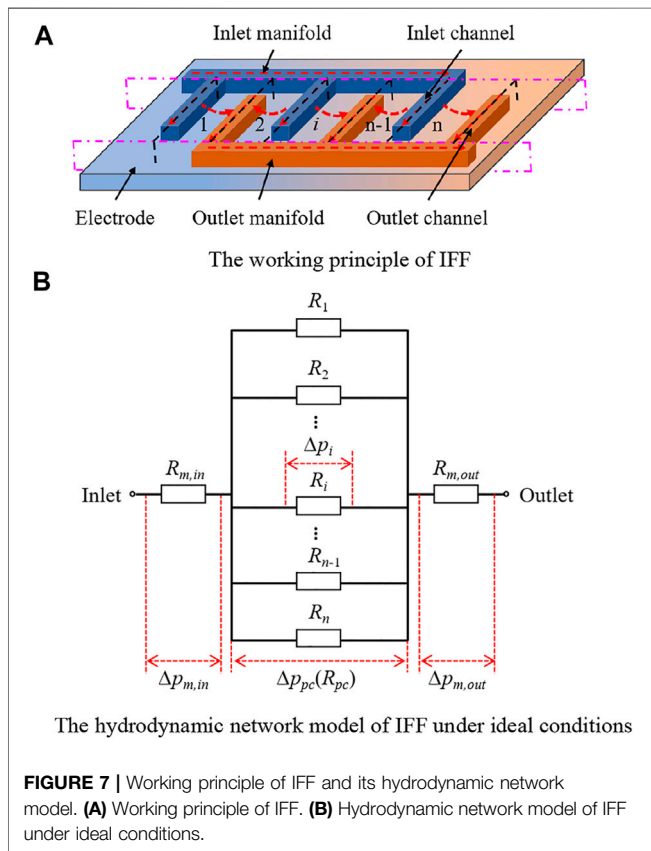 A
Inlet manifold
Inlet channel
1
2
i
n-1
n
Electrode
Outlet manifold
Outlet channel
The working principle of IFF
B
R1
R2
...
Δpi
Rm,in
Ri
Rm,out
Inlet
Outlet
...
Rn-1
Rn
Δpm,in
Δppc(Rpc)
Δpm,out
The hydrodynamic network model of IFF under ideal conditions
FIGURE 7 | Working principle of IFF and its hydrodynamic network
model. (A) Working principle of IFF. (B) Hydrodynamic network model of IFF
under ideal conditions.